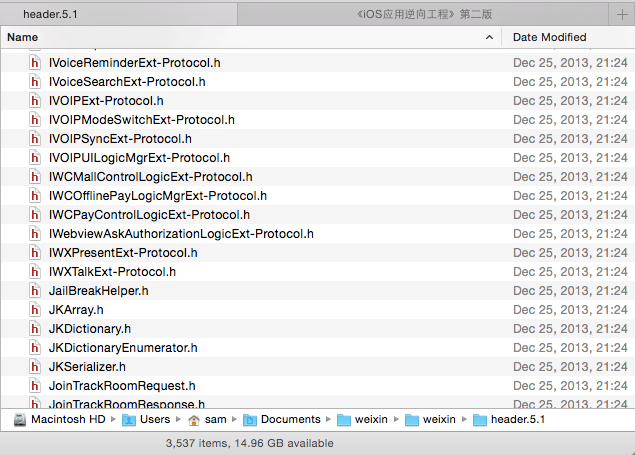 header.5.1 《iOS应用逆向工程》第二版
Name Date Modified
IVoiceReminderExt-Protocol.h Dec 25, 2013, 21:24
IVoiceSearchExt-Protocol.h Dec 25, 2013, 21:24
IVOIPExt-Protocol.h Dec 25, 2013, 21:24
IVOIPModeSwitchExt-Protocol.h Dec 25, 2013, 21:24
IVOIPSyncExt-Protocol.h Dec 25, 2013, 21:24
IVOIPUILogicMgrExt-Protocol.h Dec 25, 2013, 21:24
IWCMallControlLogicExt-Protocol.h Dec 25, 2013, 21:24
IWCOfflinePayLogicMgrExt-Protocol.h Dec 25, 2013, 21:24
IWCPayControlLogicExt-Protocol.h Dec 25, 2013, 21:24
IWebviewAskAuthorizationLogicExt-Protocol.h Dec 25, 2013, 21:24
IWXPresentExt-Protocol.h Dec 25, 2013, 21:24
IWXTalkExt-Protocol.h Dec 25, 2013, 21:24
JailBreakHelper.h Dec 25, 2013, 21:24
JKArray.h Dec 25, 2013, 21:24
JKDictionary.h Dec 25, 2013, 21:24
JKDictionaryEnumerator.h Dec 25, 2013, 21:24
JKSerializer.h Dec 25, 2013, 21:24
JoinTrackRoomRequest.h Dec 25, 2013, 21:24
JoinTrackRoomResponse.h Dec 25, 2013, 21:24
Macintosh HD Users sam Documents weixin weixin header.5.1
3,537 items, 14.96 GB available